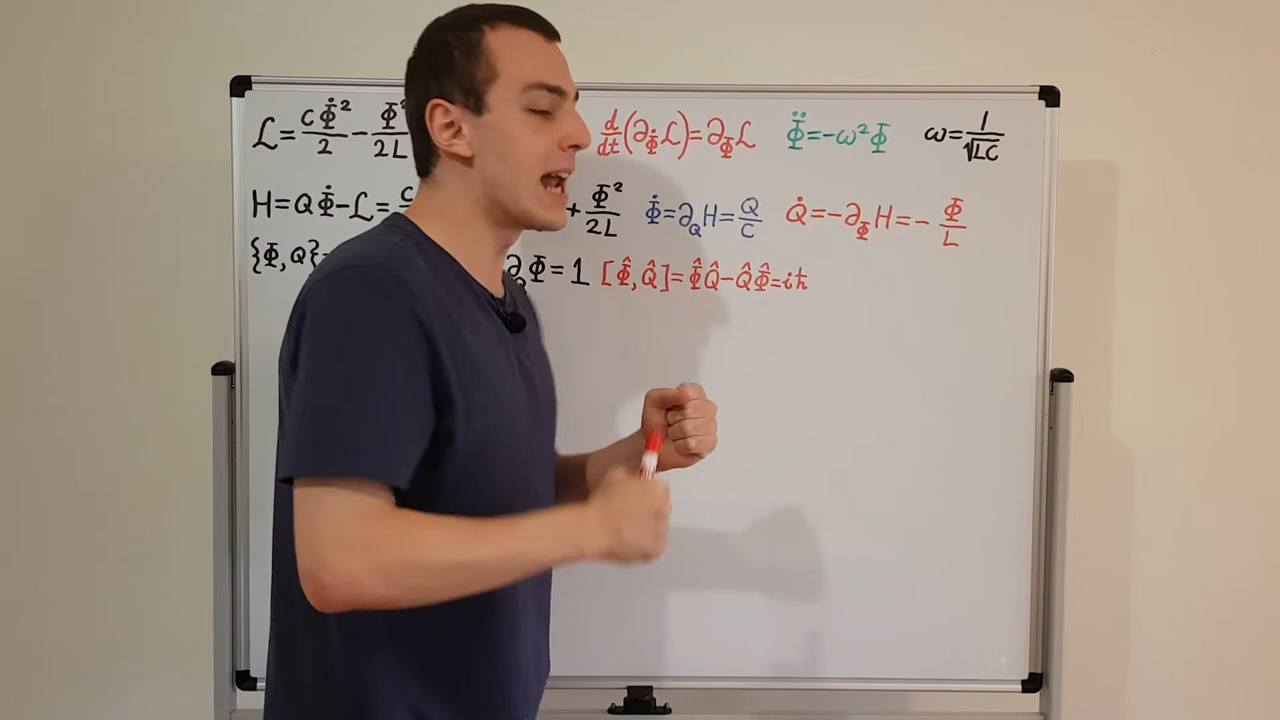 ℒ = CΦ̇²/2 − Φ²/2L d/dt(∂_Φ̇ ℒ) = ∂_Φ ℒ Φ̈ = −ω²Φ ω = 1/√LC
H = QΦ̇ − ℒ = + Φ²/2L Φ̇ = ∂_Q H = Q/C Q̇ = −∂_Φ H = − Φ/L
{Φ,Q} ∂_Q Φ = 1 [Φ̂,Q̂] = Φ̂Q̂ − Q̂Φ̂ = iħ